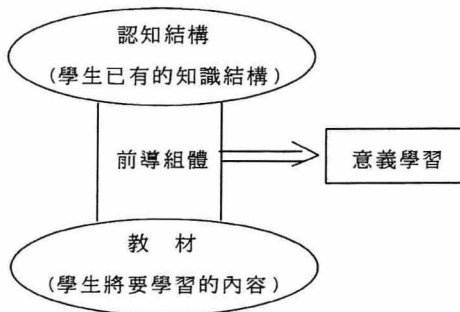 認知結構
(學生已有的知識結構)
前導組體
意義學習
教 材
(學生將要學習的內容)